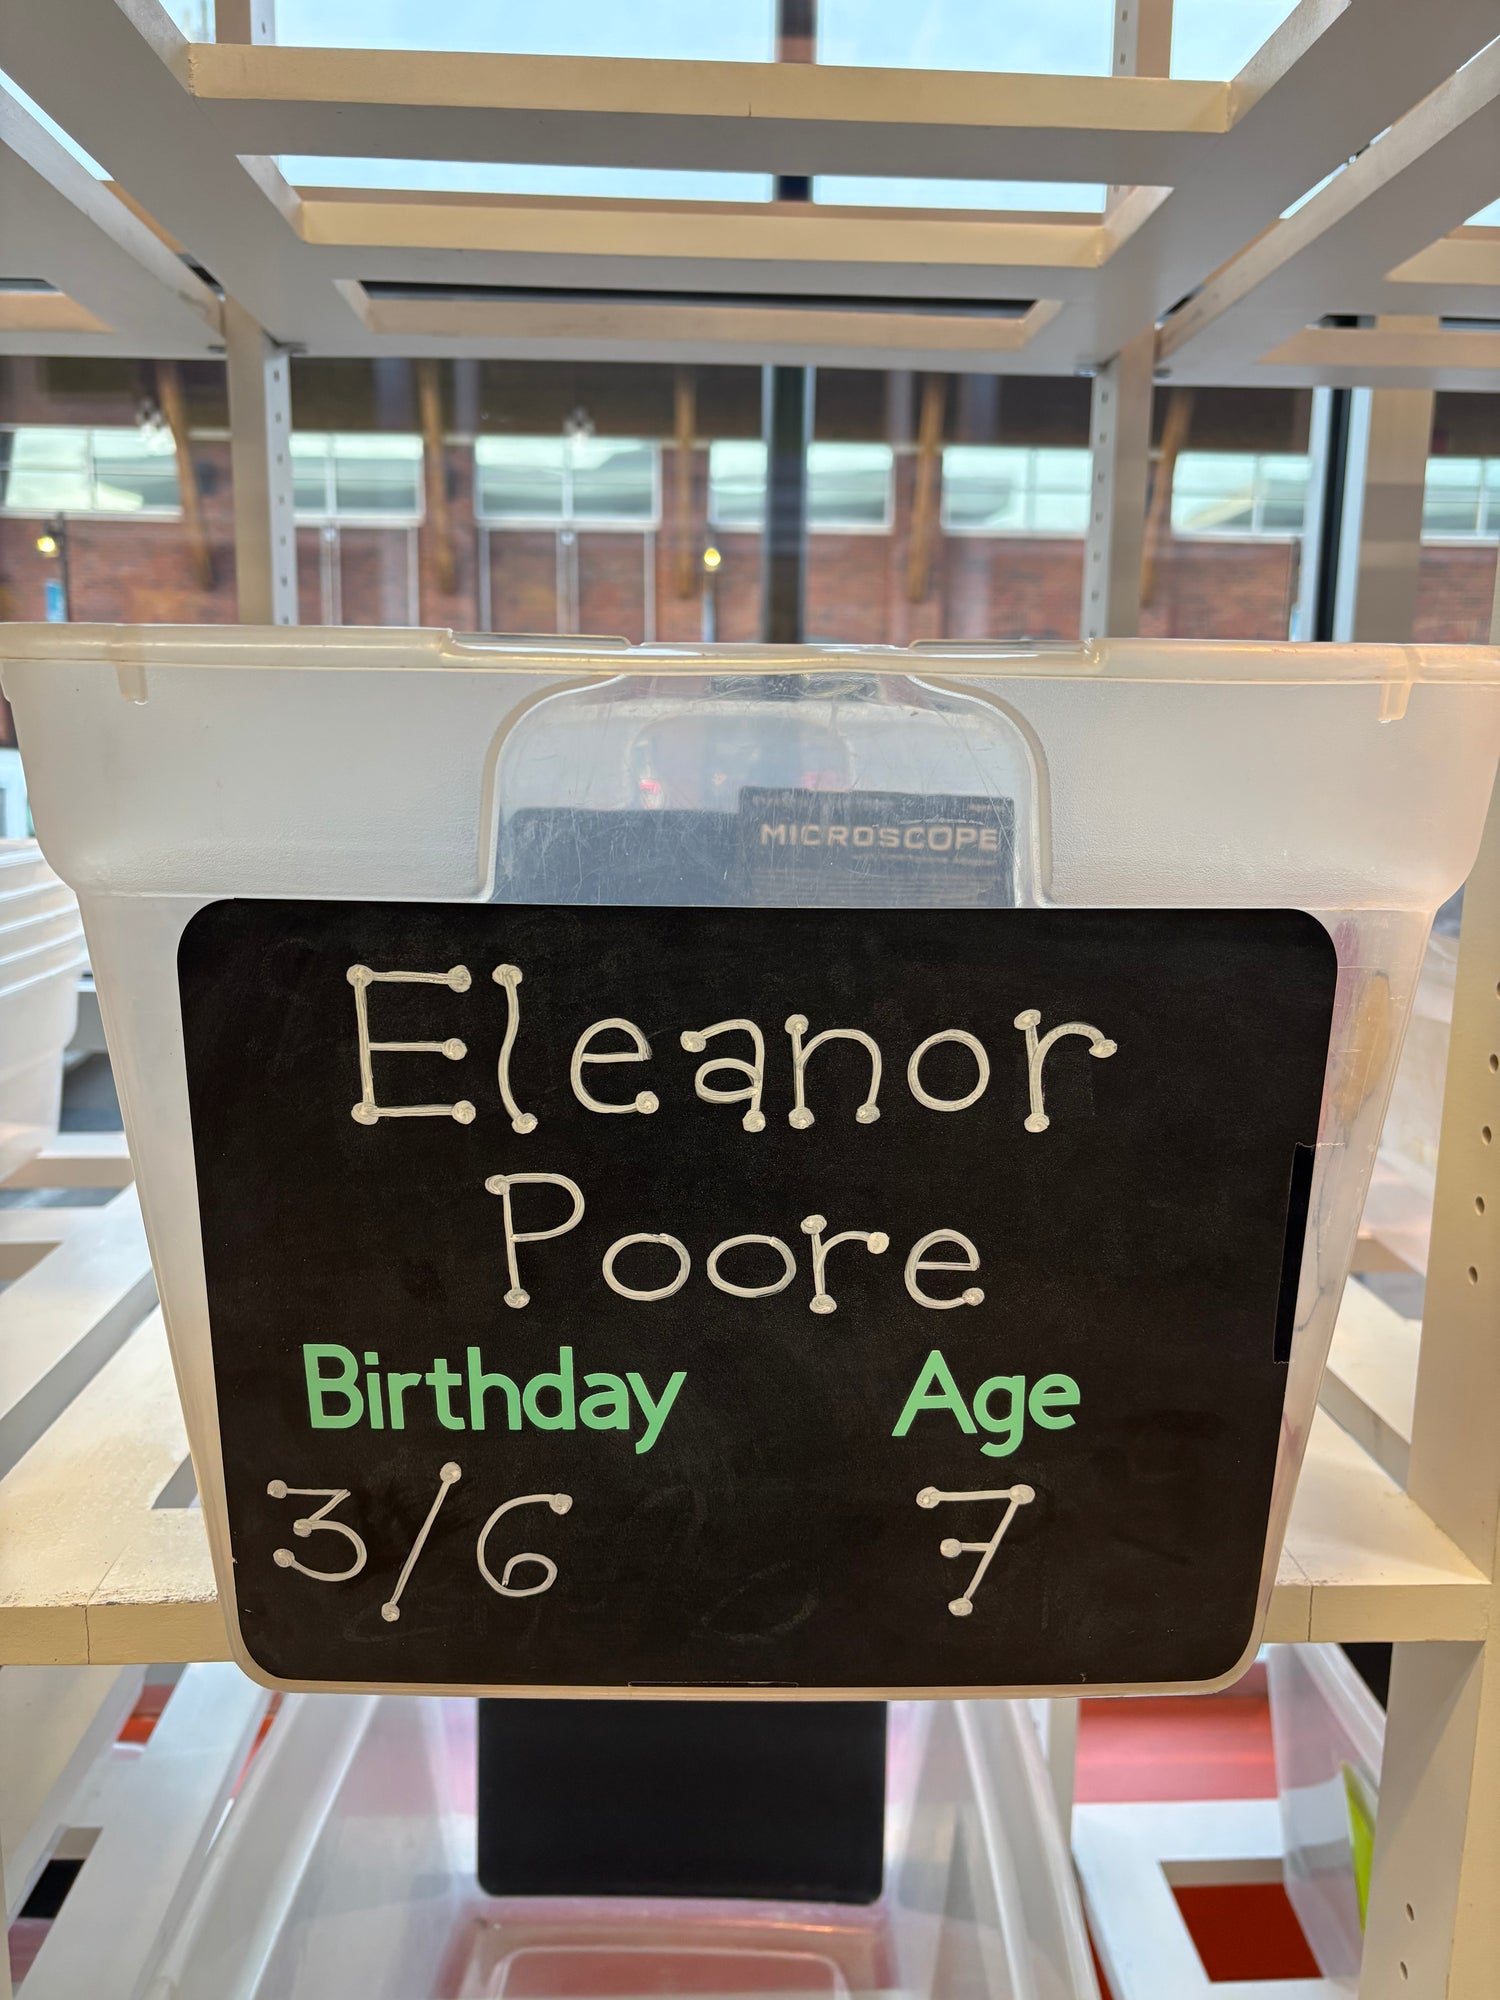 MICROSCOPE
Eleanor
Poore
Birthday Age
3/6 7